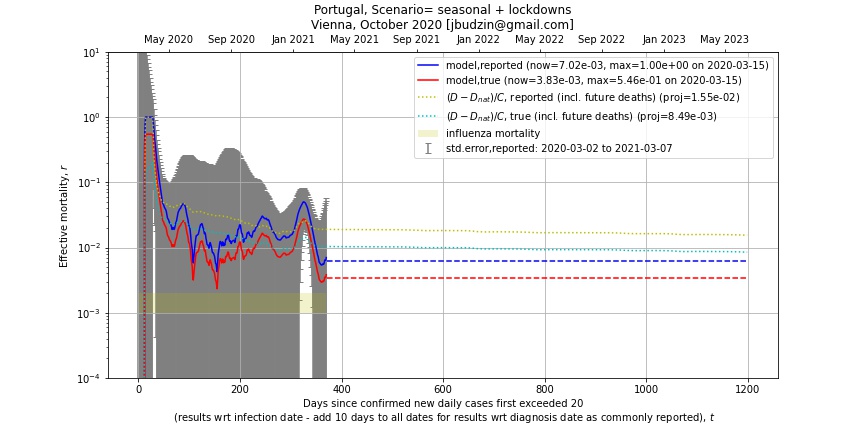 Portugal, Scenario= seasonal + lockdowns
Vienna, October 2020 [jbudzin@gmail.com]
May 2020 Sep 2020 Jan 2021 May 2021 Sep 2021 Jan 2022 May 2022 Sep 2022 Jan 2023 May 2023
model,reported (now=7.02e-03, max=1.00e+00 on 2020-03-15)
model,true (now=3.83e-03, max=5.46e-01 on 2020-03-15)
(D − D_nat)/C, reported (incl. future deaths) (proj=1.55e-02)
(D − D_nat)/C, true (incl. future deaths) (proj=8.49e-03)
influenza mortality
std.error,reported: 2020-03-02 to 2021-03-07
Effective mortality, r
10¹
10⁰
10⁻¹
10⁻²
10⁻³
10⁻⁴
0 200 400 600 800 1000 1200
Days since confirmed new daily cases first exceeded 20
(results wrt infection date - add 10 days to all dates for results wrt diagnosis date as commonly reported), t